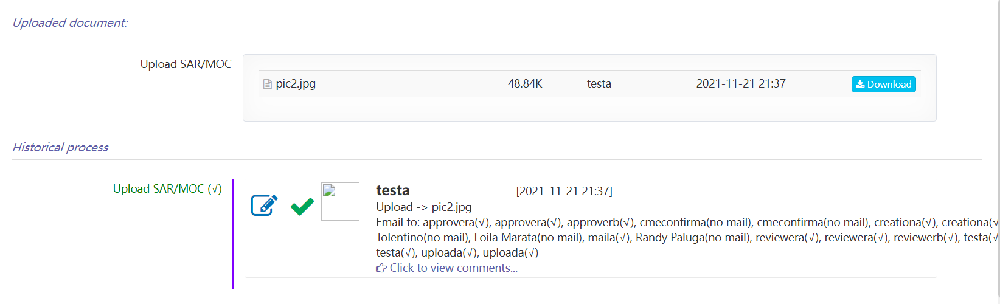 Uploaded document:
Upload SAR/MOC
pic2.jpg 48.84K testa 2021-11-21 21:37 Download
Historical process
Upload SAR/MOC (√)
testa [2021-11-21 21:37]
Upload -> pic2.jpg
Email to: approvera(√), approvera(√), approverb(√), cmeconfirma(no mail), cmeconfirma(no mail), creationa(√), creationa(√
Tolentino(no mail), Loila Marata(no mail), maila(√), Randy Paluga(no mail), reviewera(√), reviewera(√), reviewerb(√), testa(√
testa(√), uploada(√), uploada(√)
Click to view comments...